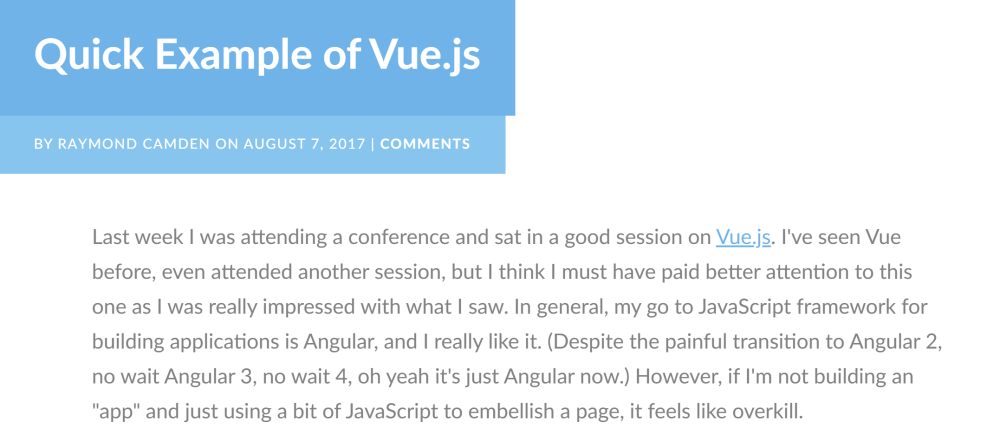 Quick Example of Vue.js
BY RAYMOND CAMDEN ON AUGUST 7, 2017 | COMMENTS
Last week I was attending a conference and sat in a good session on Vue.js. I've seen Vue
before, even attended another session, but I think I must have paid better attention to this
one as I was really impressed with what I saw. In general, my go to JavaScript framework for
building applications is Angular, and I really like it. (Despite the painful transition to Angular 2,
no wait Angular 3, no wait 4, oh yeah it's just Angular now.) However, if I'm not building an
"app" and just using a bit of JavaScript to embellish a page, it feels like overkill.